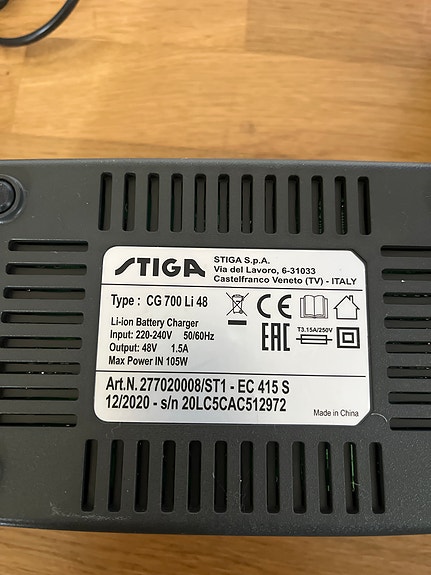 STIGA
STIGA S.p.A.
Via del Lavoro, 6-31033
Castelfranco Veneto (TV) - ITALY
Type : CG 700 Li 48
Li-ion Battery Charger
Input: 220-240V 50/60Hz
Output: 48V 1.5A
Max Power IN 105W
CE
EAC
T3.15A/250V
Art.N. 277020008/ST1 - EC 415 S
12/2020 - s/n 20LC5CAC512972
Made in China